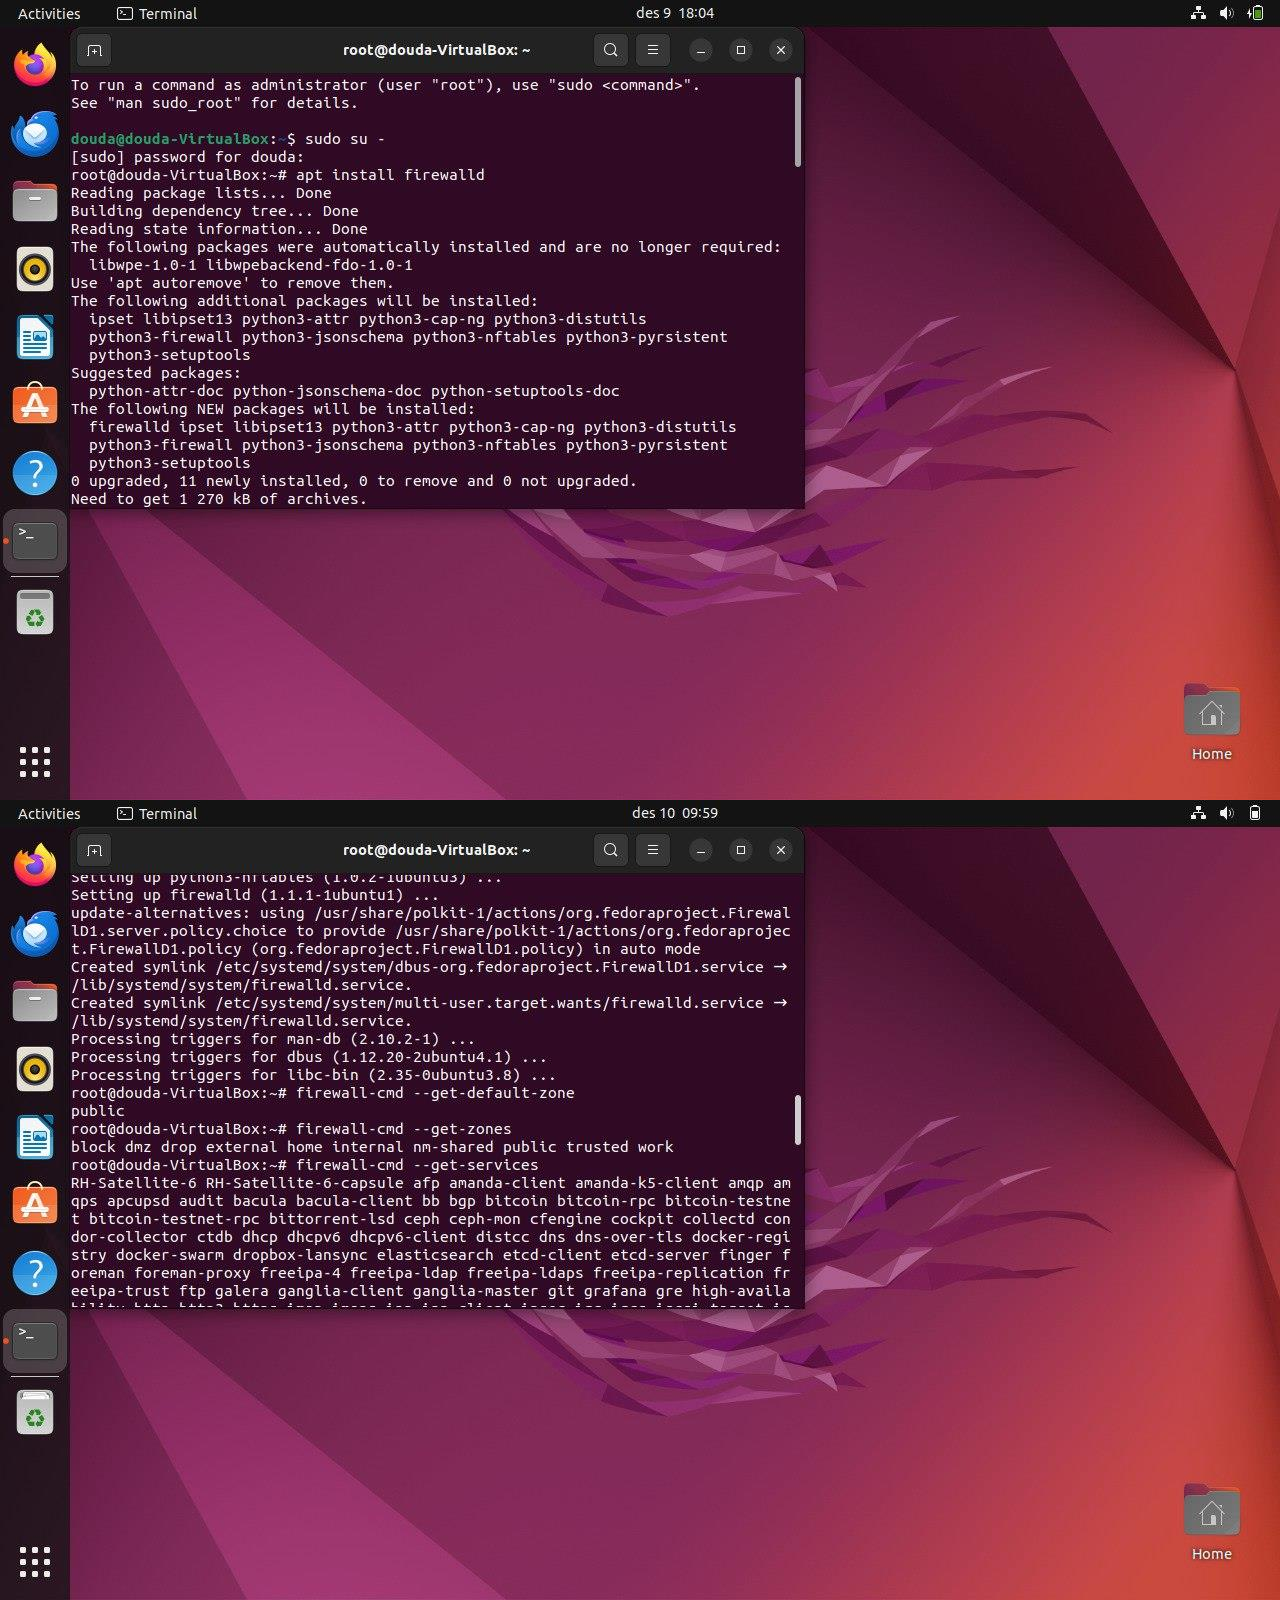 Activities
Terminal
des 9 18:04
root@douda-VirtualBox: ~
To run a command as administrator (user "root"), use "sudo <command>".
See "man sudo_root" for details.
douda@douda-VirtualBox:~$ sudo su -
[sudo] password for douda:
root@douda-VirtualBox:~# apt install firewalld
Reading package lists... Done
Building dependency tree... Done
Reading state information... Done
The following packages were automatically installed and are no longer required:
libwpe-1.0-1 libwpebackend-fdo-1.0-1
Use 'apt autoremove' to remove them.
The following additional packages will be installed:
ipset libipset13 python3-attr python3-cap-ng python3-distutils
python3-firewall python3-jsonschema python3-nftables python3-pyrsistent
python3-setuptools
Suggested packages:
python-attr-doc python-jsonschema-doc python-setuptools-doc
The following NEW packages will be installed:
firewalld ipset libipset13 python3-attr python3-cap-ng python3-distutils
python3-firewall python3-jsonschema python3-nftables python3-pyrsistent
python3-setuptools
0 upgraded, 11 newly installed, 0 to remove and 0 not upgraded.
Need to get 1 270 kB of archives.
Home
Activities
Terminal
des 10 09:59
root@douda-VirtualBox: ~
Setting up python3-nftables (1.0.2-1ubuntu3) ...
Setting up firewalld (1.1.1-1ubuntu1) ...
update-alternatives: using /usr/share/polkit-1/actions/org.fedoraproject.Firewal
lD1.server.policy.choice to provide /usr/share/polkit-1/actions/org.fedoraprojec
t.FirewallD1.policy (org.fedoraproject.FirewallD1.policy) in auto mode
Created symlink /etc/systemd/system/dbus-org.fedoraproject.FirewallD1.service →
/lib/systemd/system/firewalld.service.
Created symlink /etc/systemd/system/multi-user.target.wants/firewalld.service →
/lib/systemd/system/firewalld.service.
Processing triggers for man-db (2.10.2-1) ...
Processing triggers for dbus (1.12.20-2ubuntu4.1) ...
Processing triggers for libc-bin (2.35-0ubuntu3.8) ...
root@douda-VirtualBox:~# firewall-cmd --get-default-zone
public
root@douda-VirtualBox:~# firewall-cmd --get-zones
block dmz drop external home internal nm-shared public trusted work
root@douda-VirtualBox:~# firewall-cmd --get-services
RH-Satellite-6 RH-Satellite-6-capsule afp amanda-client amanda-k5-client amqp am
qps apcupsd audit bacula bacula-client bb bgp bitcoin bitcoin-rpc bitcoin-testne
t bitcoin-testnet-rpc bittorrent-lsd ceph ceph-mon cfengine cockpit collectd con
dor-collector ctdb dhcp dhcpv6 dhcpv6-client distcc dns dns-over-tls docker-regi
stry docker-swarm dropbox-lansync elasticsearch etcd-client etcd-server finger f
oreman foreman-proxy freeipa-4 freeipa-ldap freeipa-ldaps freeipa-replication fr
eeipa-trust ftp galera ganglia-client ganglia-master git grafana gre high-availa
Home